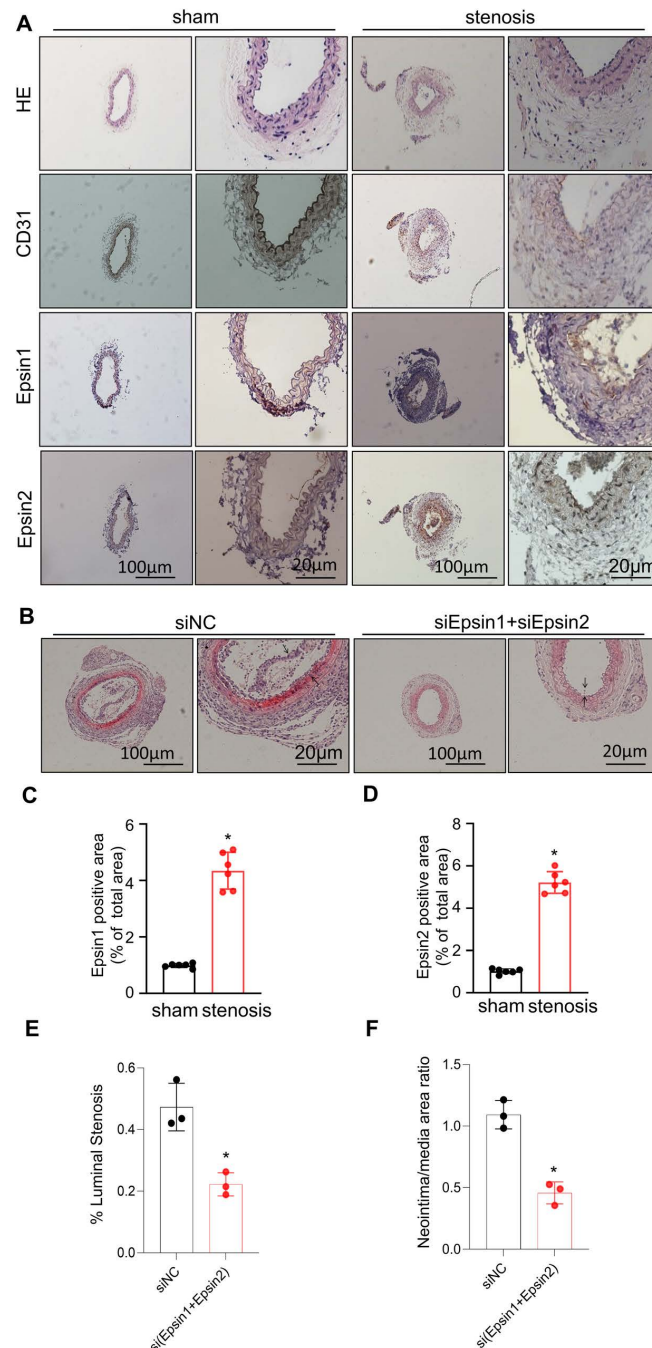 A
sham
stenosis
HE
CD31
Epsin1
Epsin2
100μm
20μm
100μm
20μm
B
siNC
siEpsin1+siEpsin2
100μm
20μm
100μm
20μm
C
Epsin1 positive area
(% of total area)
6
4
2
0
*
sham stenosis
D
Epsin2 positive area
(% of total area)
8
6
4
2
0
*
sham stenosis
E
% Luminal Stenosis
0.6
0.4
0.2
0.0
*
siNC
si(Epsin1+Epsin2)
F
Neointima/media area ratio
1.5
1.0
0.5
0.0
*
siNC
si(Epsin1+Epsin2)